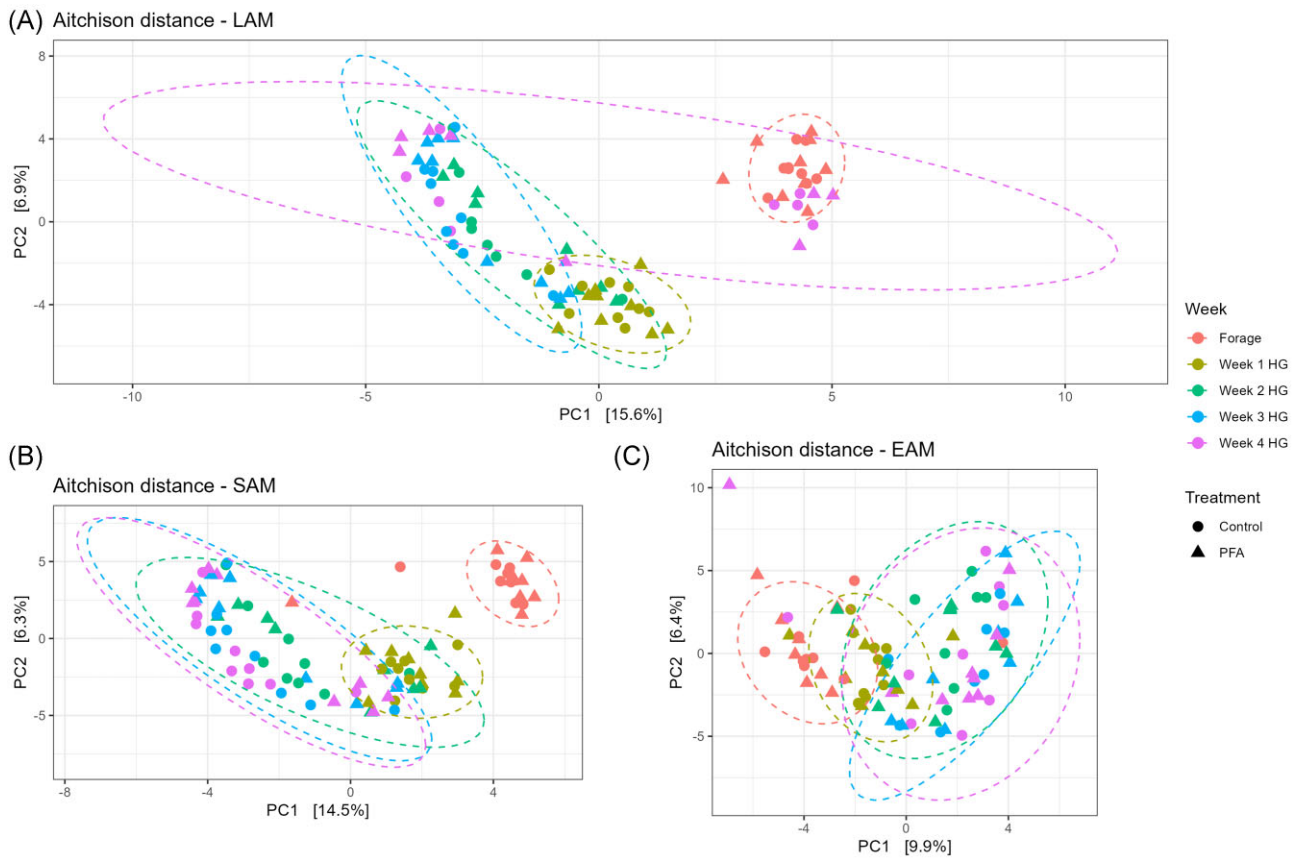 (A) Aitchison distance - LAM
8
4
0
-4
PC2 [6.9%]
-10 -5 0 5 10
PC1 [15.6%]
Week
Forage
Week 1 HG
Week 2 HG
Week 3 HG
Week 4 HG
Treatment
Control
PFA
(B)
Aitchison distance - SAM
5
0
-5
PC2 [6.3%]
-8 -4 0 4
PC1 [14.5%]
(C)
Aitchison distance - EAM
10
5
0
-5
PC2 [6.4%]
-4 0 4
PC1 [9.9%]